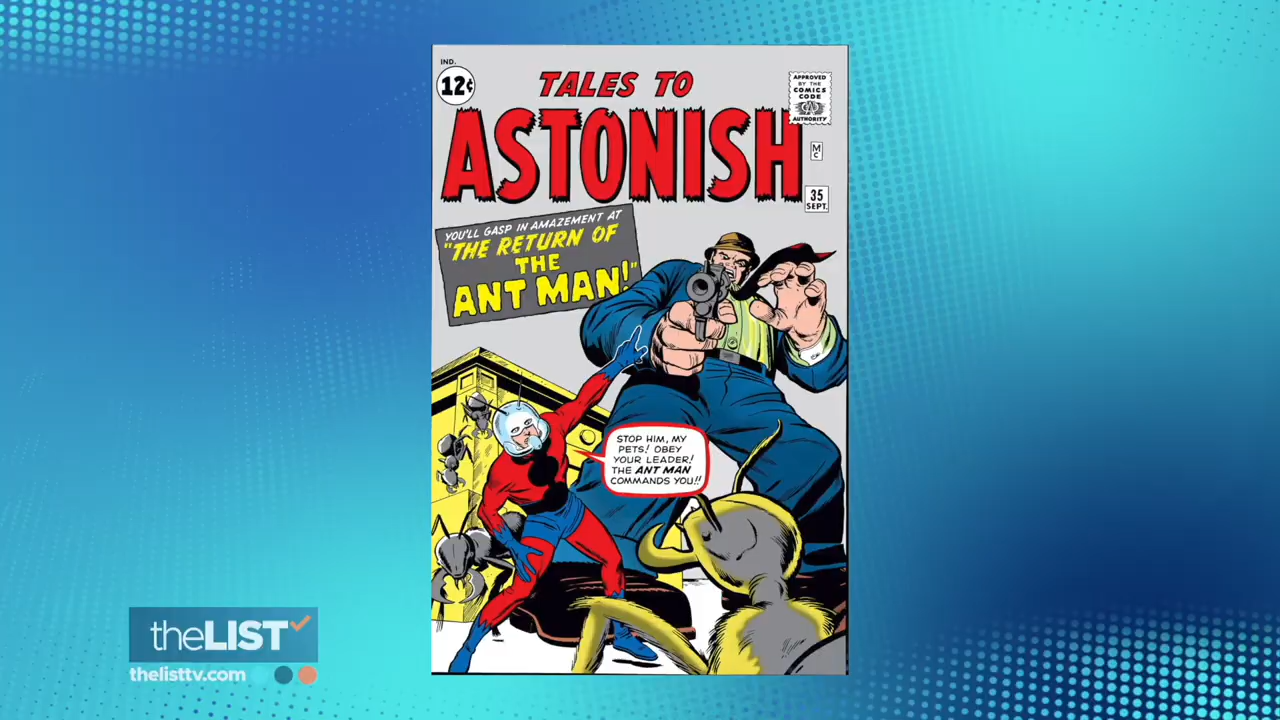 IND.
12¢
TALES TO
ASTONISH
APPROVED
BY THE
COMICS
CODE
AUTHORITY
M
C
35
SEPT.
YOU'LL GASP IN AMAZEMENT AT
"THE RETURN OF
THE
ANT MAN!"
STOP HIM, MY
PETS! OBEY
YOUR LEADER!
THE ANT MAN
COMMANDS YOU!!
theLIST
thelisttv.com